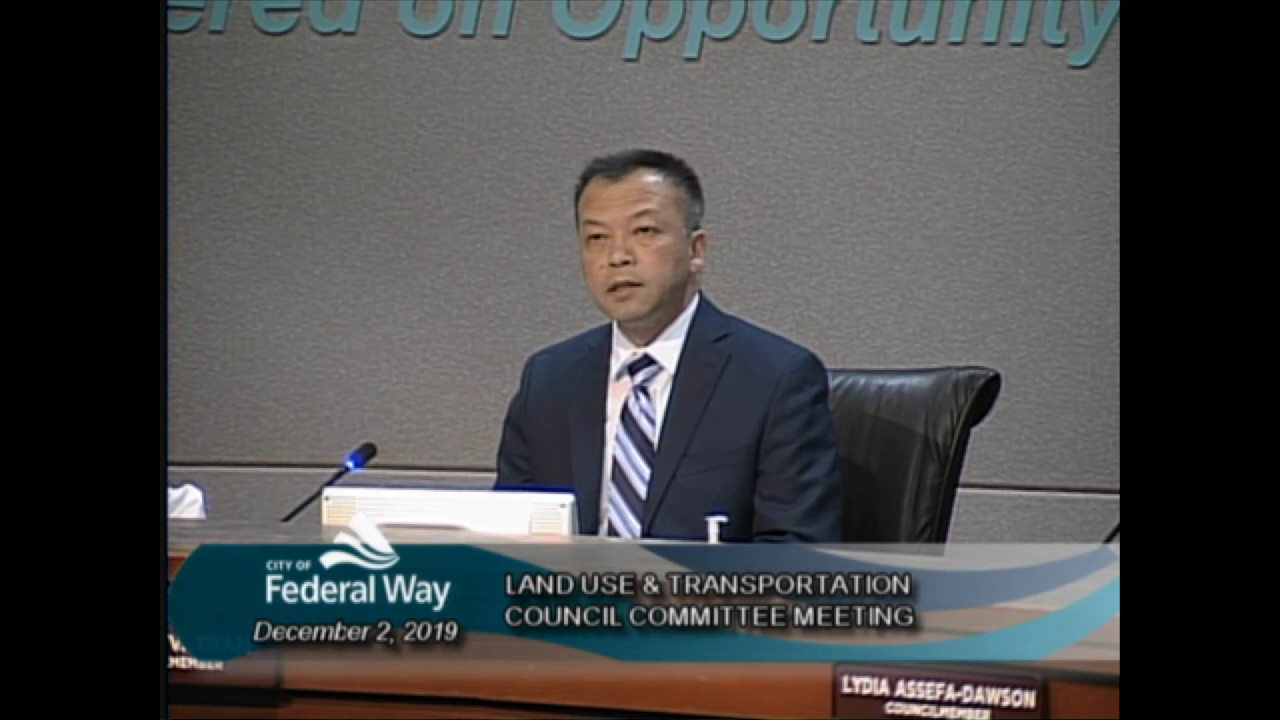 ered on Opportunity
CITY OF
Federal Way
December 2, 2019
LAND USE & TRANSPORTATION
COUNCIL COMMITTEE MEETING
LYDIA ASSEFA-DAWSON
COUNCILMEMBER